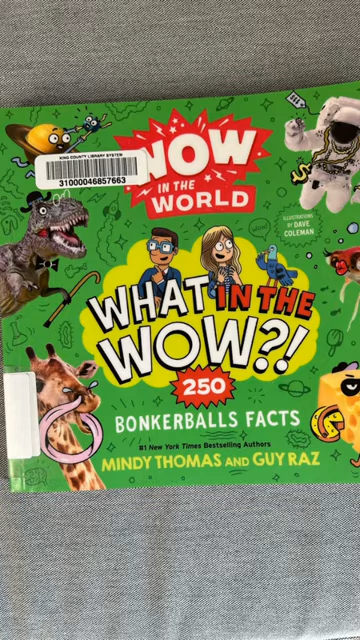 KING COUNTY LIBRARY SYSTEM
31000046857663
WOW
IN THE
WORLD
ILLUSTRATIONS
BY DAVE
COLEMAN
WHAT IN THE
WOW?!
250
BONKERBALLS FACTS
#1 New York Times Bestselling Authors
MINDY THOMAS AND GUY RAZ